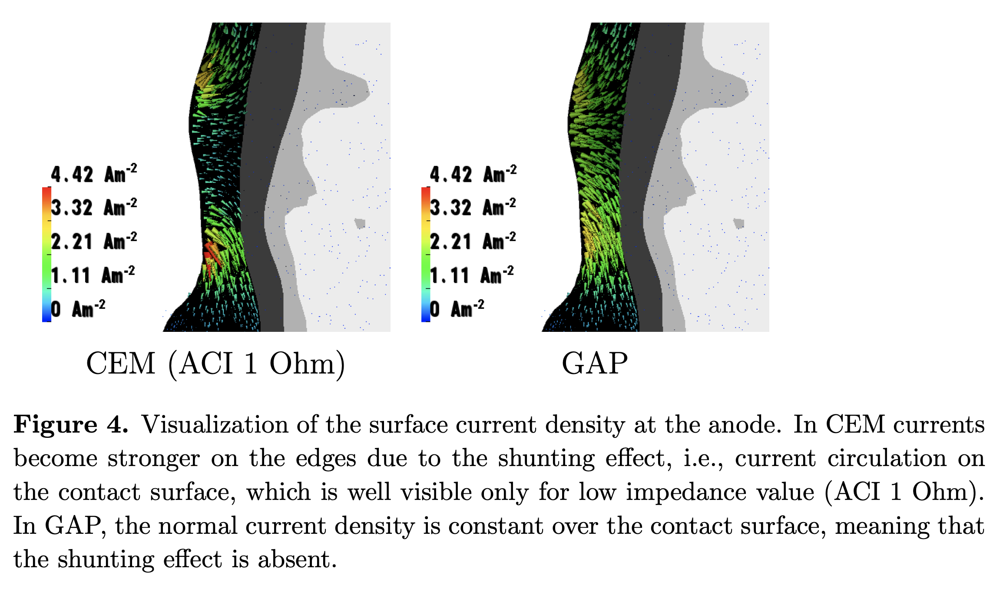 4.42 Am⁻²
3.32 Am⁻²
2.21 Am⁻²
1.11 Am⁻²
0 Am⁻²
4.42 Am⁻²
3.32 Am⁻²
2.21 Am⁻²
1.11 Am⁻²
0 Am⁻²
CEM (ACI 1 Ohm)
GAP
Figure 4. Visualization of the surface current density at the anode. In CEM currents
become stronger on the edges due to the shunting effect, i.e., current circulation on
the contact surface, which is well visible only for low impedance value (ACI 1 Ohm).
In GAP, the normal current density is constant over the contact surface, meaning that
the shunting effect is absent.